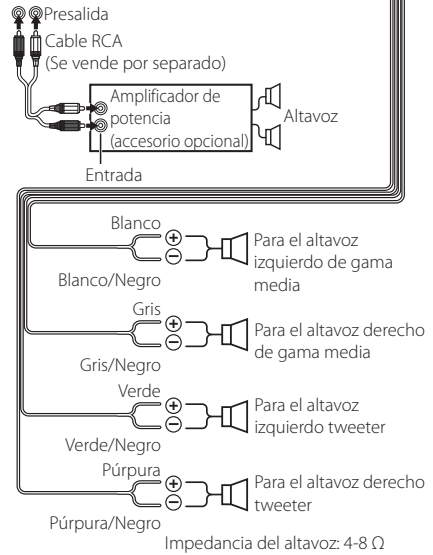 Presalida
Cable RCA
(Se vende por separado)
Amplificador de
potencia
(accesorio opcional)
Altavoz
Entrada
Blanco
Blanco/Negro
Para el altavoz
izquierdo de gama
media
Gris
Gris/Negro
Para el altavoz derecho
de gama media
Verde
Verde/Negro
Para el altavoz
izquierdo tweeter
Púrpura
Púrpura/Negro
Para el altavoz derecho
tweeter
Impedancia del altavoz: 4-8 Ω